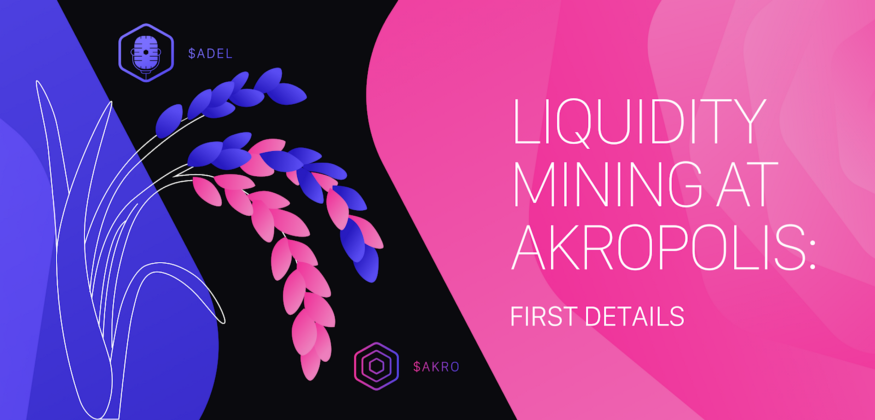 $ADEL
LIQUIDITY
MINING AT
AKROPOLIS:
FIRST DETAILS
$AKRO